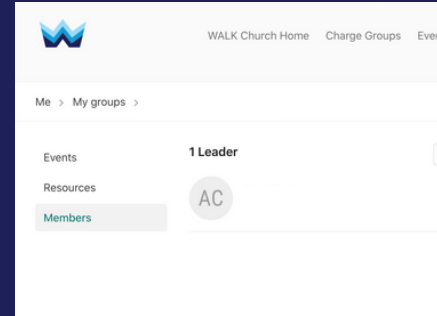 WALK Church Home Charge Groups
Me > My groups >
Events
1 Leader
Resources
AC
Members